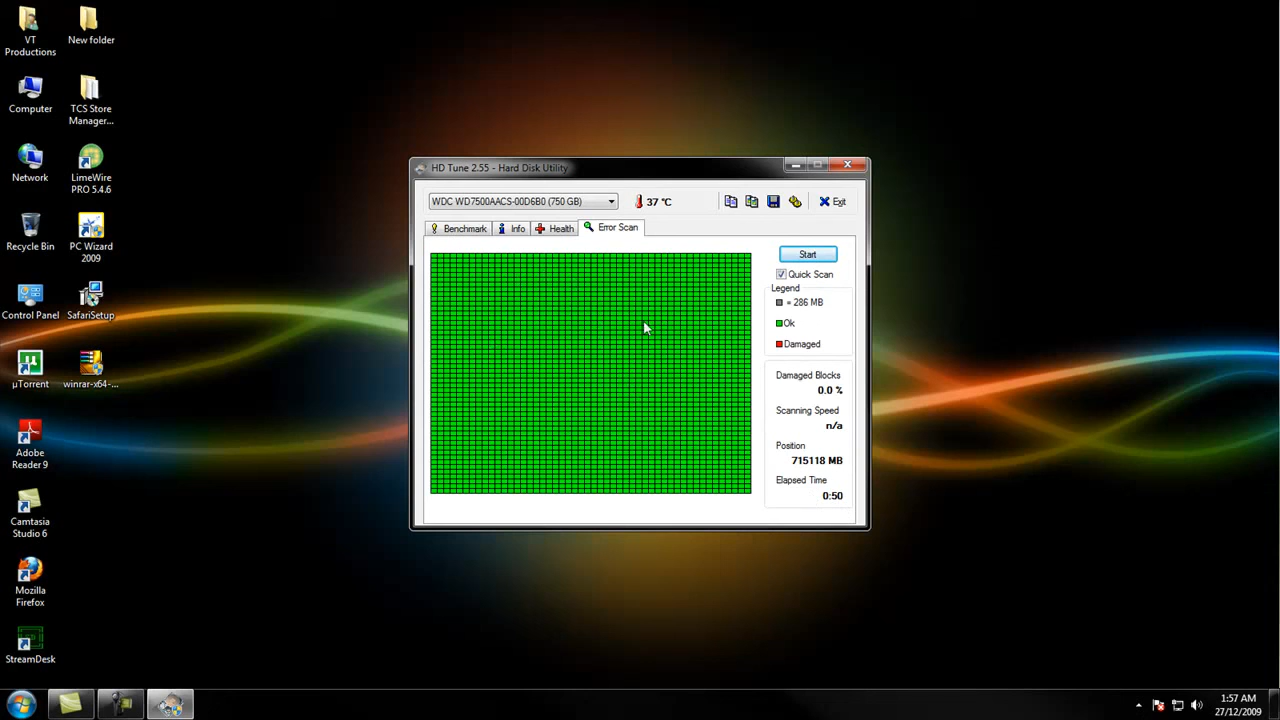 VT
Productions
New folder
Computer
TCS Store
Manager...
Network
LimeWire
PRO 5.4.6
Recycle Bin
PC Wizard
2009
Control Panel
SafariSetup
µTorrent
winrar-x64-...
Adobe
Reader 9
Camtasia
Studio 6
Mozilla
Firefox
StreamDesk
HD Tune 2.55 - Hard Disk Utility
WDC WD7500AACS-00D6B0 (750 GB)
37 °C
Exit
Benchmark
Info
Health
Error Scan
Start
Quick Scan
Legend
= 286 MB
Ok
Damaged
Damaged Blocks
0.0 %
Scanning Speed
n/a
Position
715118 MB
Elapsed Time
0:50
1:57 AM
27/12/2009